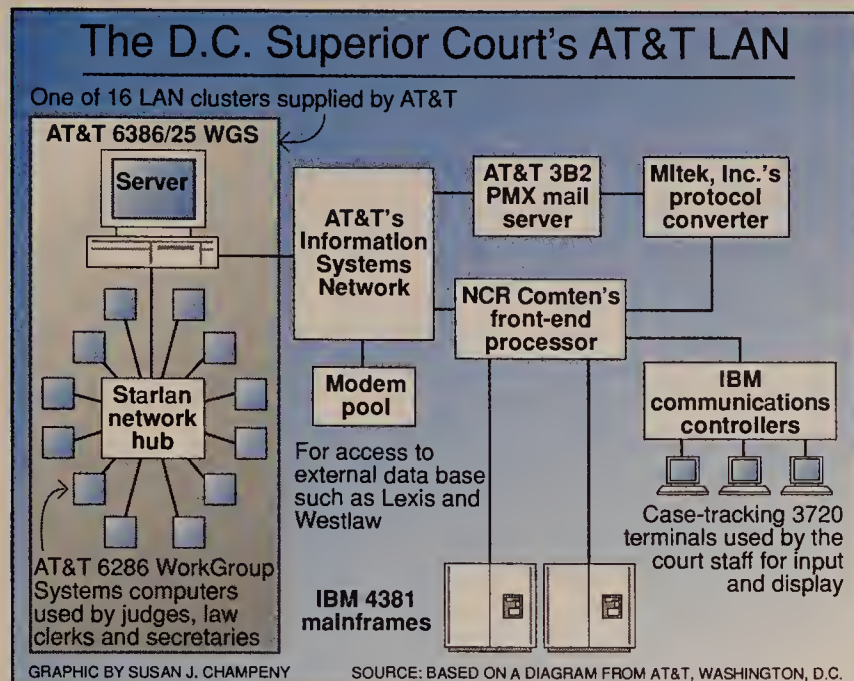 The D.C. Superior Court's AT&T LAN
One of 16 LAN clusters supplied by AT&T
AT&T 6386/25 WGS
Server
Starlan
network
hub
AT&T 6286 WorkGroup
Systems computers
used by judges, law
clerks and secretaries
AT&T's
Information
Systems
Network
Modem
pool
For access to
external data base
such as Lexis and
Westlaw
AT&T 3B2
PMX mail
server
Mitek, Inc.'s
protocol
converter
NCR Comten's
front-end
processor
IBM
communications
controllers
Case-tracking 3720
terminals used by the
court staff for input
and display
IBM 4381
mainframes
GRAPHIC BY SUSAN J. CHAMPENY
SOURCE: BASED ON A DIAGRAM FROM AT&T, WASHINGTON, D.C.